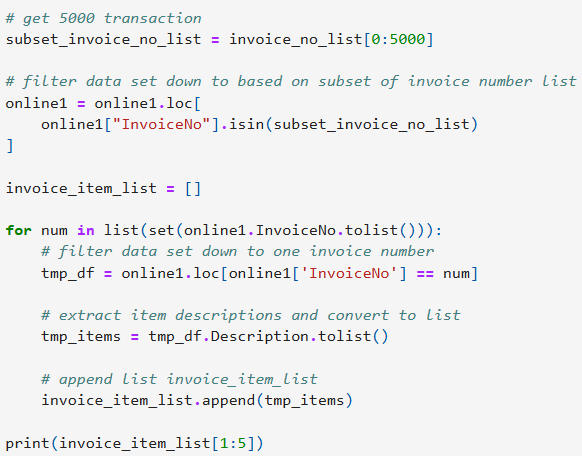 # get 5000 transaction
subset_invoice_no_list = invoice_no_list[0:5000]
# filter data set down to based on subset of invoice number list
online1 = online1.loc[
    online1["InvoiceNo"].isin(subset_invoice_no_list)
]
invoice_item_list = []
for num in list(set(online1.InvoiceNo.tolist())):
    # filter data set down to one invoice number
    tmp_df = online1.loc[online1['InvoiceNo'] == num]
    # extract item descriptions and convert to list
    tmp_items = tmp_df.Description.tolist()
    # append list invoice_item_list
    invoice_item_list.append(tmp_items)
print(invoice_item_list[1:5])